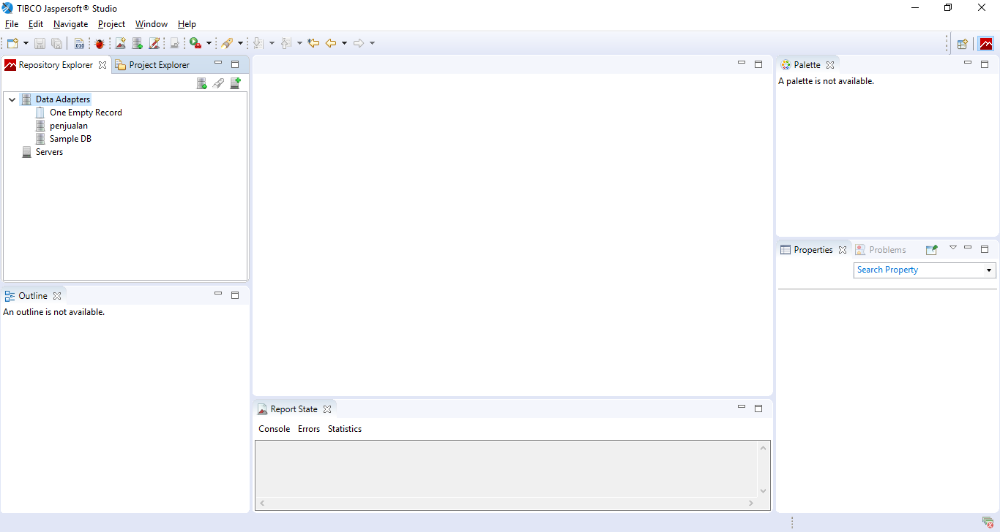 TIBCO Jaspersoft® Studio
File Edit Navigate Project Window Help
010
Repository Explorer
Project Explorer
Data Adapters
One Empty Record
penjualan
Sample DB
Servers
Outline
An outline is not available.
Report State
Console Errors Statistics
Palette
A palette is not available.
Properties
Problems
Search Property